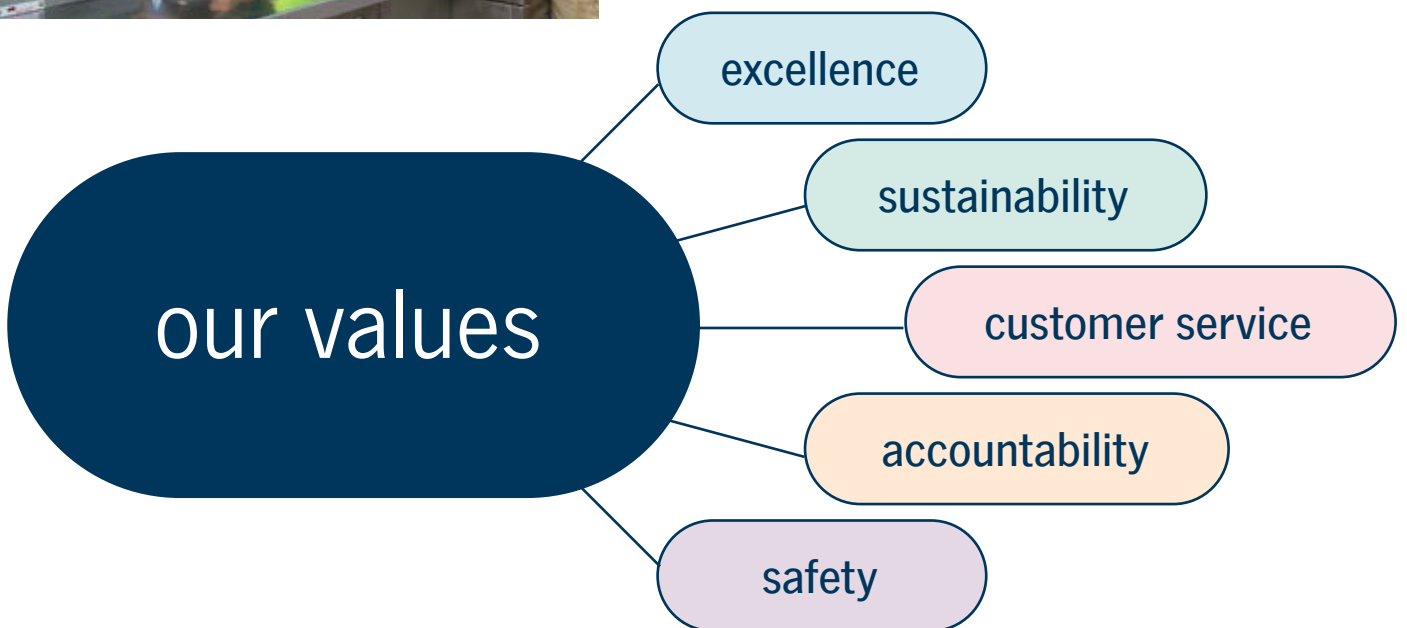 excellence
sustainability
our values
customer service
accountability
safety